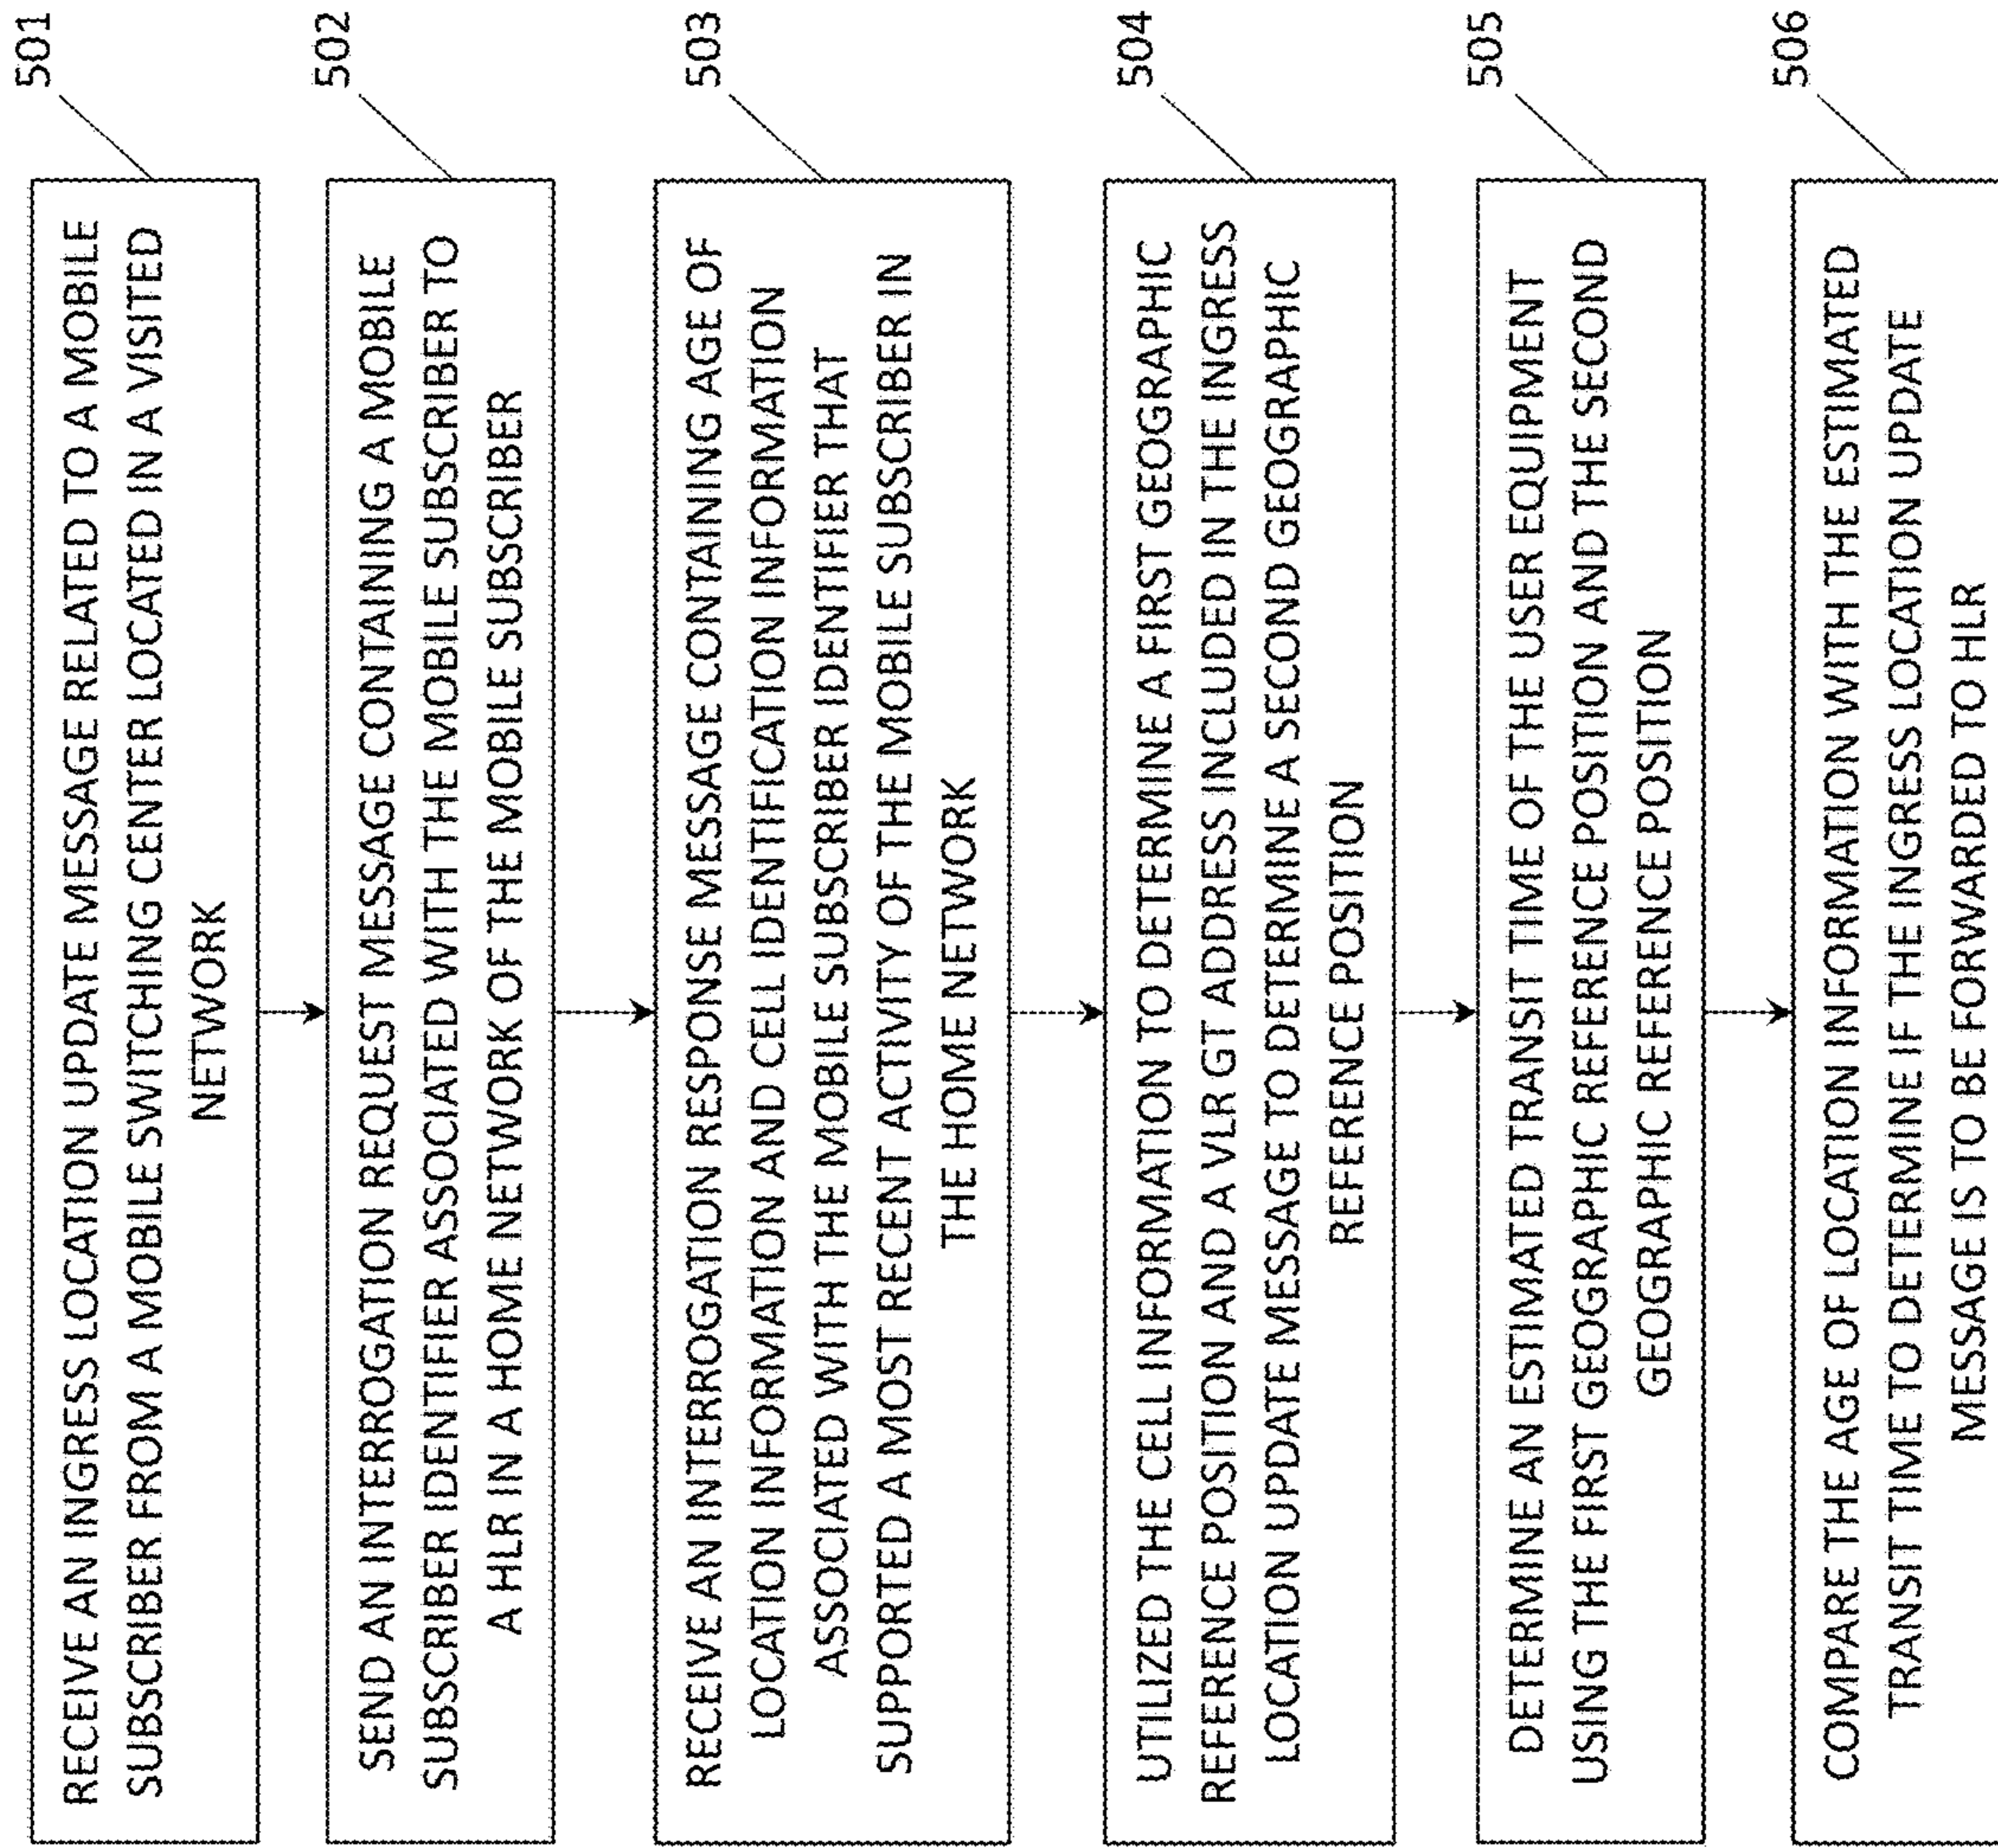 501
RECEIVE AN INGRESS LOCATION UPDATE MESSAGE RELATED TO A MOBILE
SUBSCRIBER FROM A MOBILE SWITCHING CENTER LOCATED IN A VISITED
NETWORK
502
SEND AN INTERROGATION REQUEST MESSAGE CONTAINING A MOBILE
SUBSCRIBER IDENTIFIER ASSOCIATED WITH THE MOBILE SUBSCRIBER TO
A HLR IN A HOME NETWORK OF THE MOBILE SUBSCRIBER
503
RECEIVE AN INTERROGATION RESPONSE MESSAGE CONTAINING AGE OF
LOCATION INFORMATION AND CELL IDENTIFICATION INFORMATION
ASSOCIATED WITH THE MOBILE SUBSCRIBER IDENTIFIER THAT
SUPPORTED A MOST RECENT ACTIVITY OF THE MOBILE SUBSCRIBER IN
THE HOME NETWORK
504
UTILIZED THE CELL INFORMATION TO DETERMINE A FIRST GEOGRAPHIC
REFERENCE POSITION AND A VLR GT ADDRESS INCLUDED IN THE INGRESS
LOCATION UPDATE MESSAGE TO DETERMINE A SECOND GEOGRAPHIC
REFERENCE POSITION
505
DETERMINE AN ESTIMATED TRANSIT TIME OF THE USER EQUIPMENT
USING THE FIRST GEOGRAPHIC REFERENCE POSITION AND THE SECOND
GEOGRAPHIC REFERENCE POSITION
506
COMPARE THE AGE OF LOCATION INFORMATION WITH THE ESTIMATED
TRANSIT TIME TO DETERMINE IF THE INGRESS LOCATION UPDATE
MESSAGE IS TO BE FORWARDED TO HLR